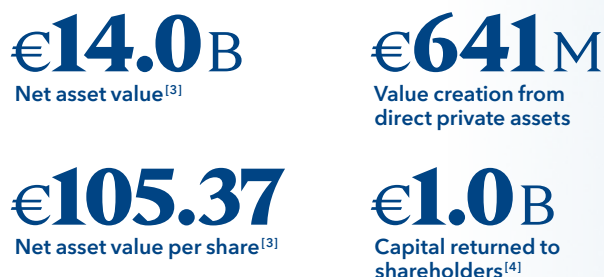 €14.0B
Net asset value[3]
€641M
Value creation from
direct private assets
€105.37
Net asset value per share[3]
€1.0B
Capital returned to
shareholders[4]